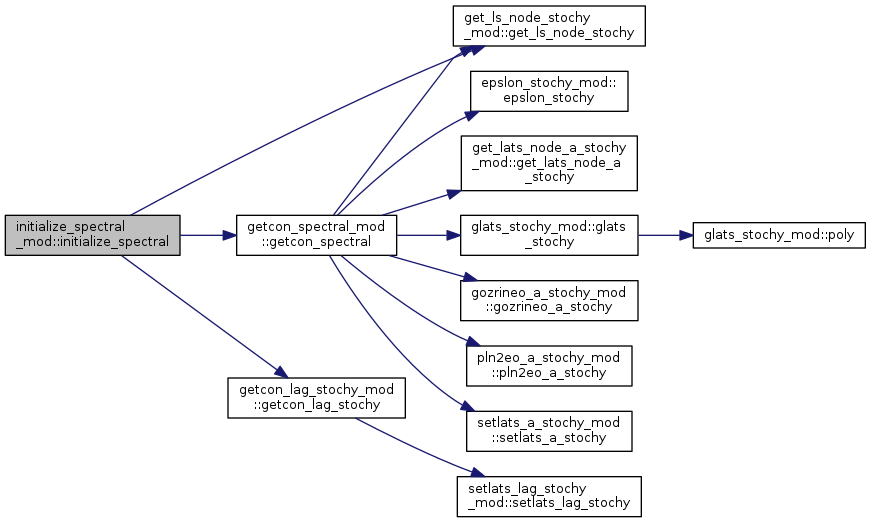 initialize_spectral
_mod::initialize_spectral
getcon_spectral_mod
::getcon_spectral
getcon_lag_stochy_mod
::getcon_lag_stochy
get_ls_node_stochy
_mod::get_ls_node_stochy
epslon_stochy_mod::
epslon_stochy
get_lats_node_a_stochy
_mod::get_lats_node_a
_stochy
glats_stochy_mod::glats
_stochy
glats_stochy_mod::poly
gozrineo_a_stochy_mod
::gozrineo_a_stochy
pln2eo_a_stochy_mod
::pln2eo_a_stochy
setlats_a_stochy_mod
::setlats_a_stochy
setlats_lag_stochy
_mod::setlats_lag_stochy